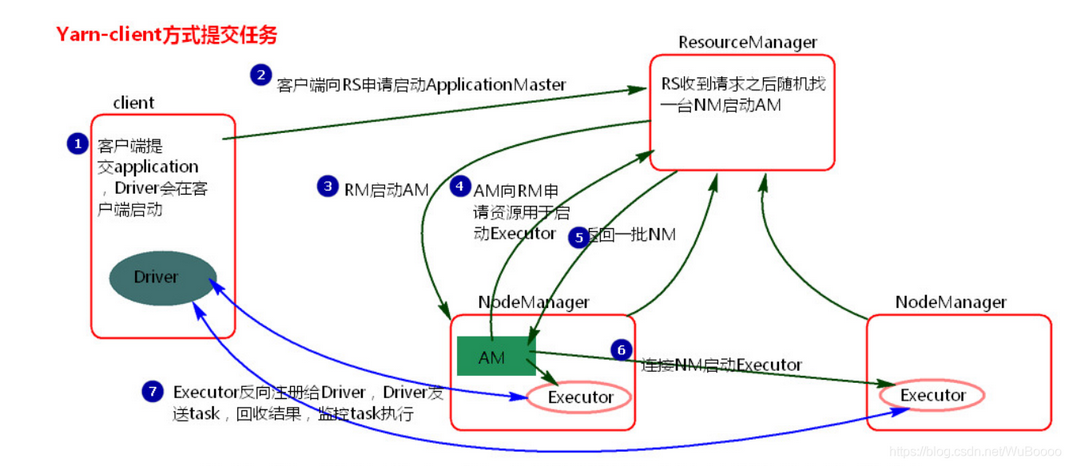 Yarn-client方式提交任务
ResourceManager
2
客户端向RS申请启动ApplicationMaster
RS收到请求之后随机找
一台NM启动AM
client
1
客户端提
交application
，Driver会在客
户端启动
3
RM启动AM
4
AM向RM申
请资源用于启
动Executor
5
返回一批NM
Driver
NodeManager
NodeManager
AM
6
连接NM启动Executor
Executor
Executor
7
Executor反向注册给Driver，Driver发
送task，回收结果，监控task执行
https://blog.csdn.net/WuBoooo